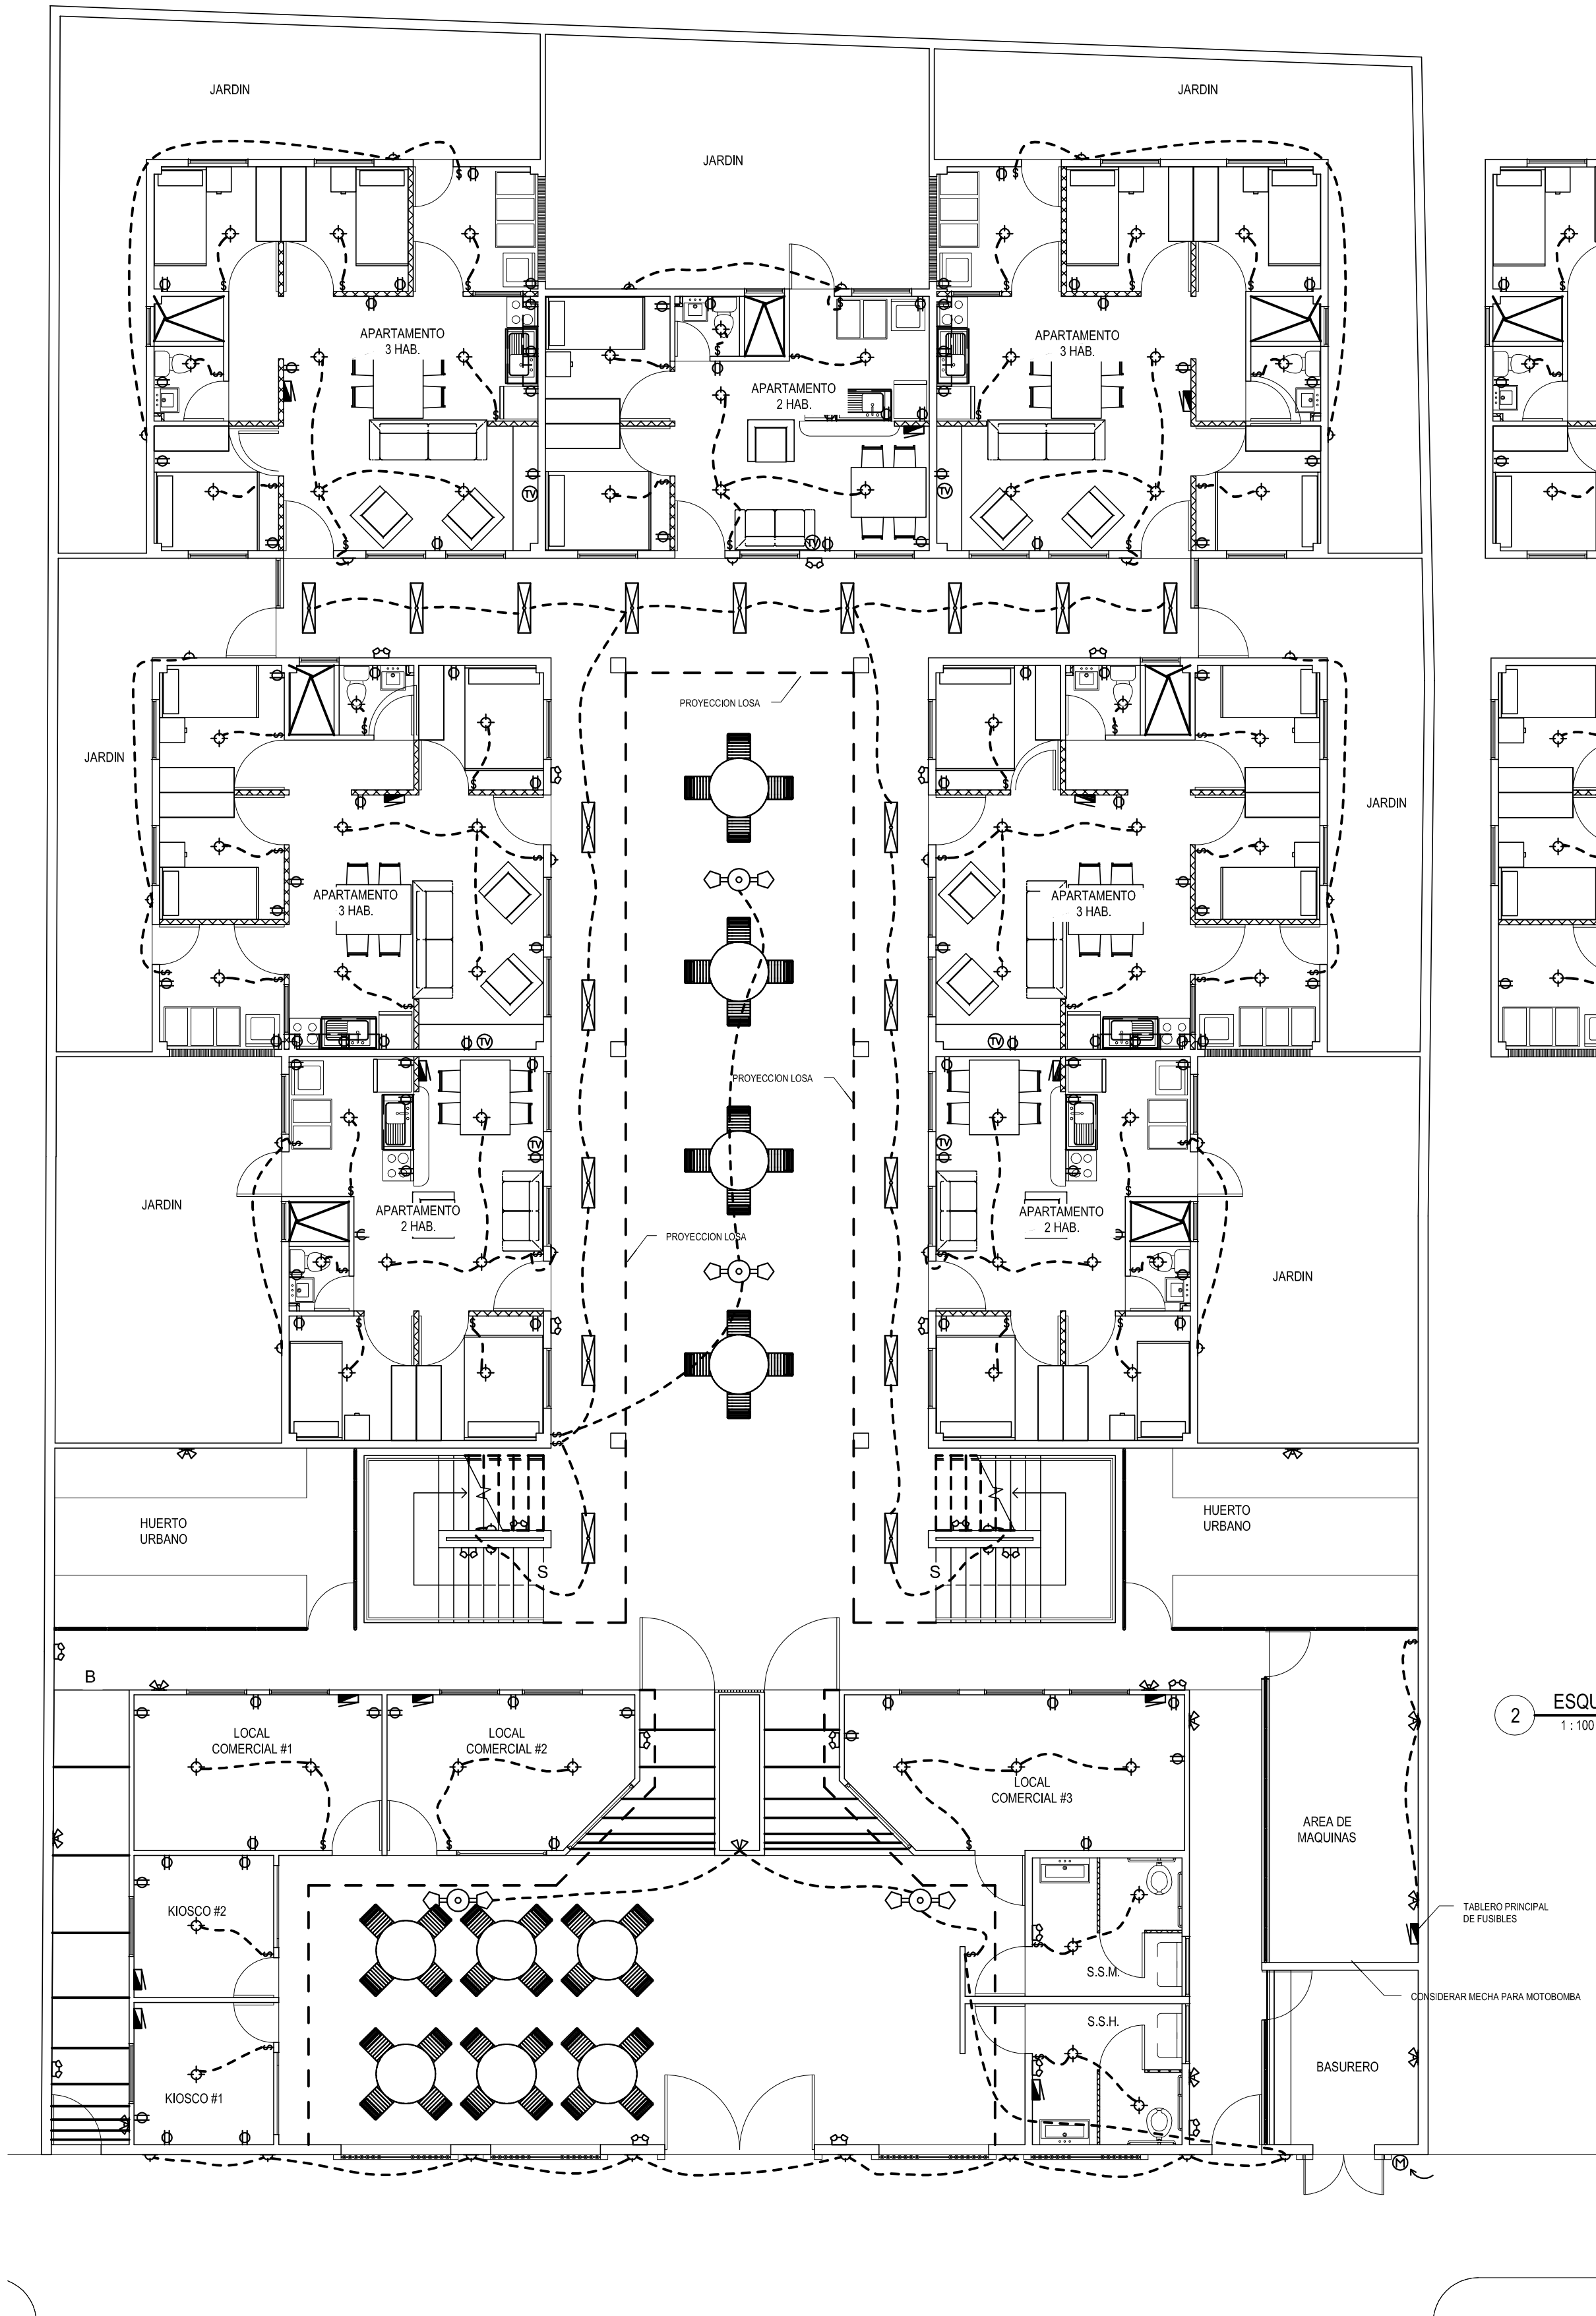 JARDIN
JARDIN
JARDIN
APARTAMENTO
3 HAB.
APARTAMENTO
3 HAB.
APARTAMENTO
2 HAB.
TV
TV
TV
PROYECCION LOSA
JARDIN
JARDIN
APARTAMENTO
3 HAB.
APARTAMENTO
3 HAB.
TV
TV
PROYECCION LOSA
TV
TV
JARDIN
APARTAMENTO
2 HAB.
APARTAMENTO
2 HAB.
PROYECCION LOSA
JARDIN
HUERTO
URBANO
HUERTO
URBANO
S
S
B
2
ESQU
1 : 100
LOCAL
COMERCIAL #1
LOCAL
COMERCIAL #2
LOCAL
COMERCIAL #3
AREA DE
MAQUINAS
KIOSCO #2
TABLERO PRINCIPAL
DE FUSIBLES
S.S.M.
CONSIDERAR MECHA PARA MOTOBOMBA
S.S.H.
BASURERO
KIOSCO #1
M